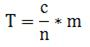 T = c/n * m